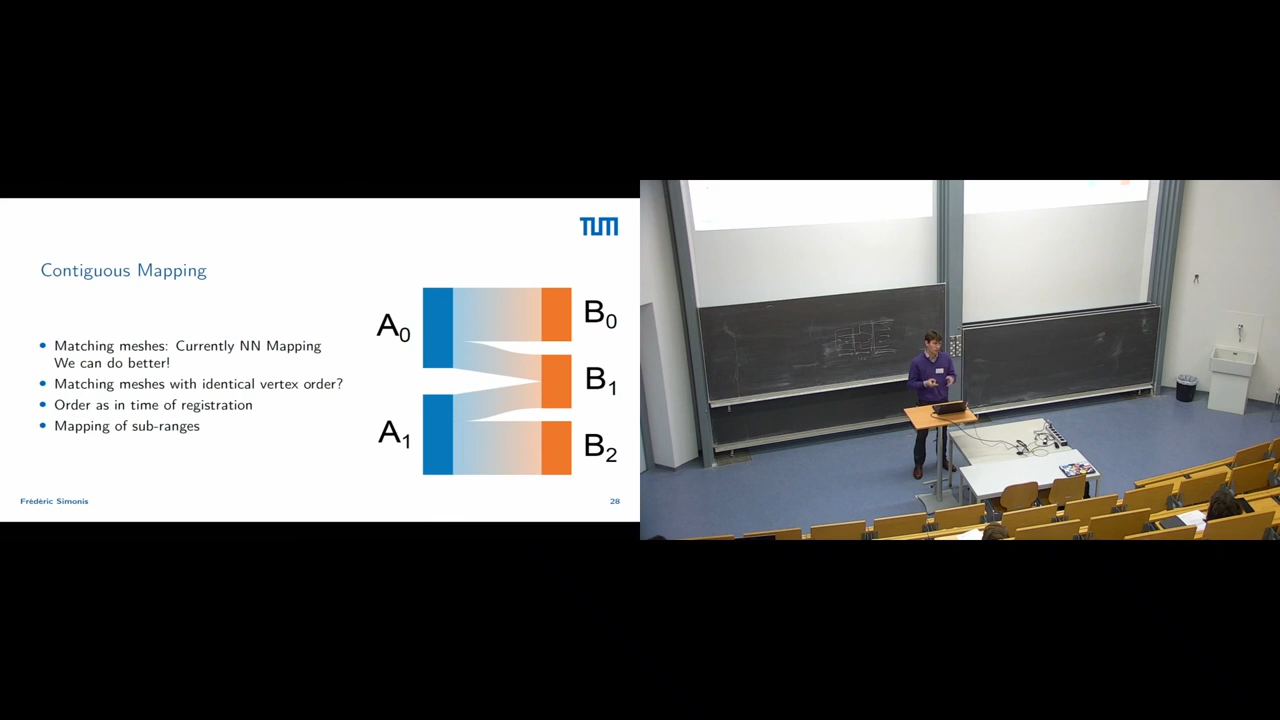 TUM
Contiguous Mapping
Matching meshes: Currently NN Mapping
We can do better!
Matching meshes with identical vertex order?
Order as in time of registration
Mapping of sub-ranges
A0
A1
B0
B1
B2
Frédéric Simonis
28